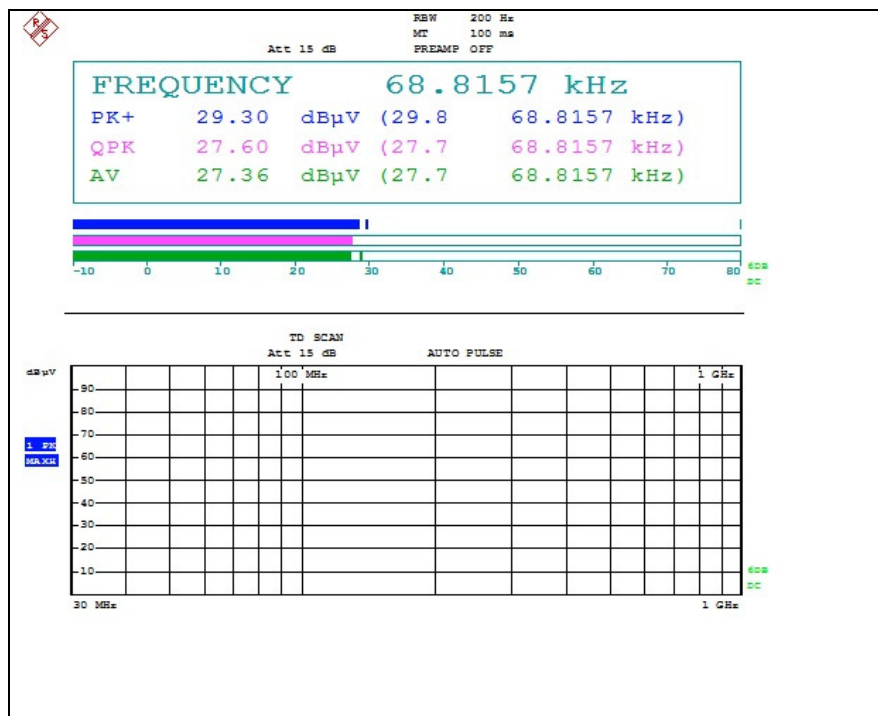 R
S
RBW 200 Hz
MT 100 ms
Att 15 dB PREAMP OFF
FREQUENCY 68.8157 kHz
PK+ 29.30 dBµV (29.8 68.8157 kHz)
QPK 27.60 dBµV (27.7 68.8157 kHz)
AV 27.36 dBµV (27.7 68.8157 kHz)
-10 0 10 20 30 40 50 60 70 80
6DB
DC
TD SCAN
Att 15 dB AUTO PULSE
dBµV
100 MHz 1 GHz
90
80
70
1 PK
MAXH
60
50
40
30
20
10
6DB
DC
30 MHz 1 GHz